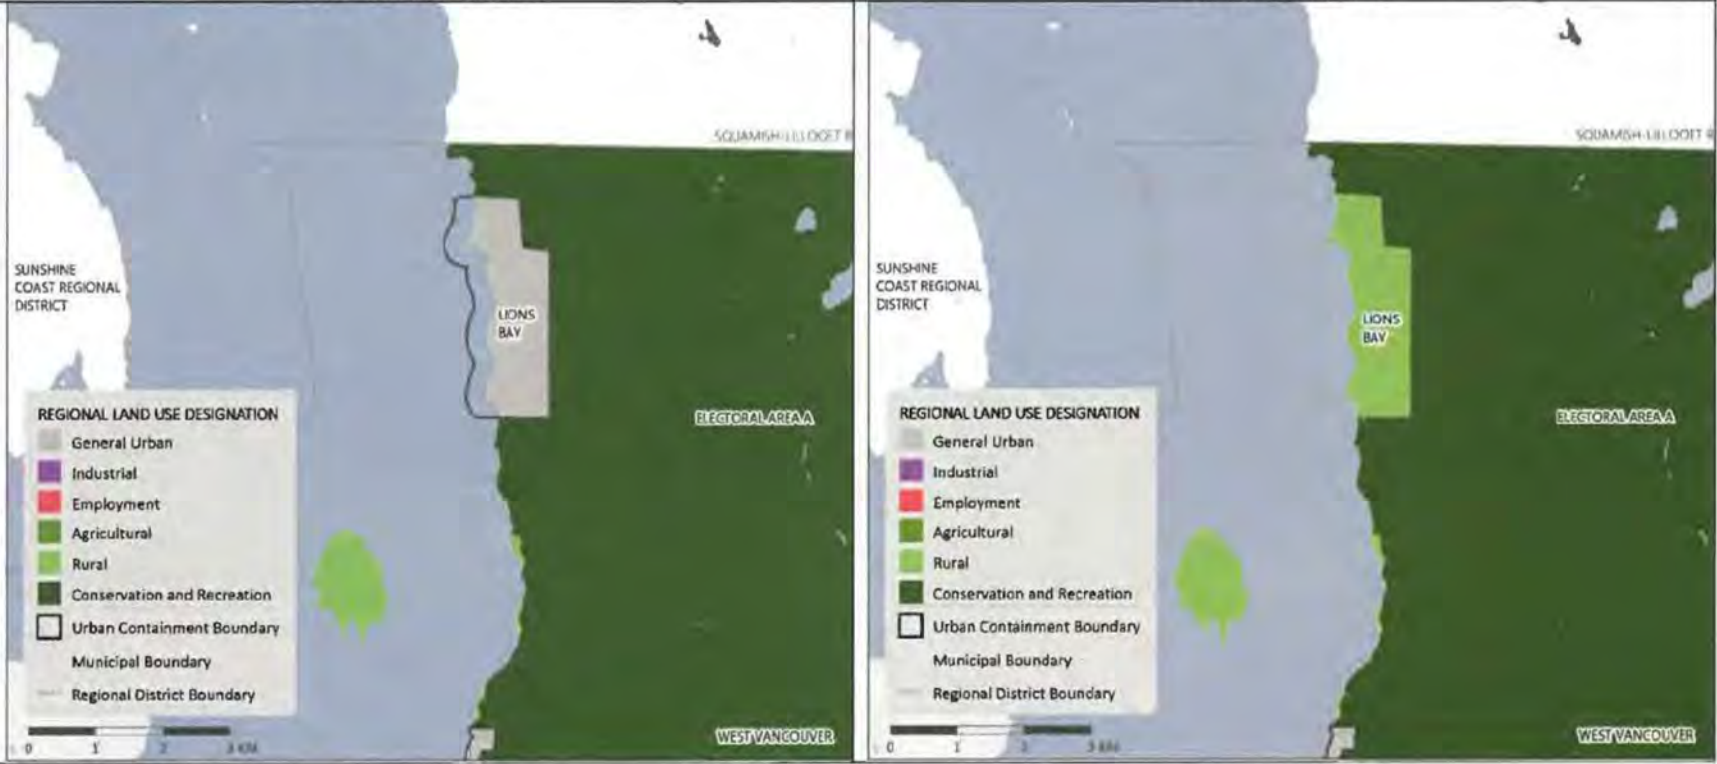 SUNSHINE
COAST REGIONAL
DISTRICT
LIONS
BAY
ELECTORAL AREA A
REGIONAL LAND USE DESIGNATION
General Urban
Industrial
Employment
Agricultural
Rural
Conservation and Recreation
Urban Containment Boundary
Municipal Boundary
Regional District Boundary
0 1 2 3 KM
WEST VANCOUVER
SQUAMISH-LILLOOET R
SUNSHINE
COAST REGIONAL
DISTRICT
LIONS
BAY
ELECTORAL AREA A
REGIONAL LAND USE DESIGNATION
General Urban
Industrial
Employment
Agricultural
Rural
Conservation and Recreation
Urban Containment Boundary
Municipal Boundary
Regional District Boundary
0 1 2 3 KM
WEST VANCOUVER
SQUAMISH-LILLOOET R